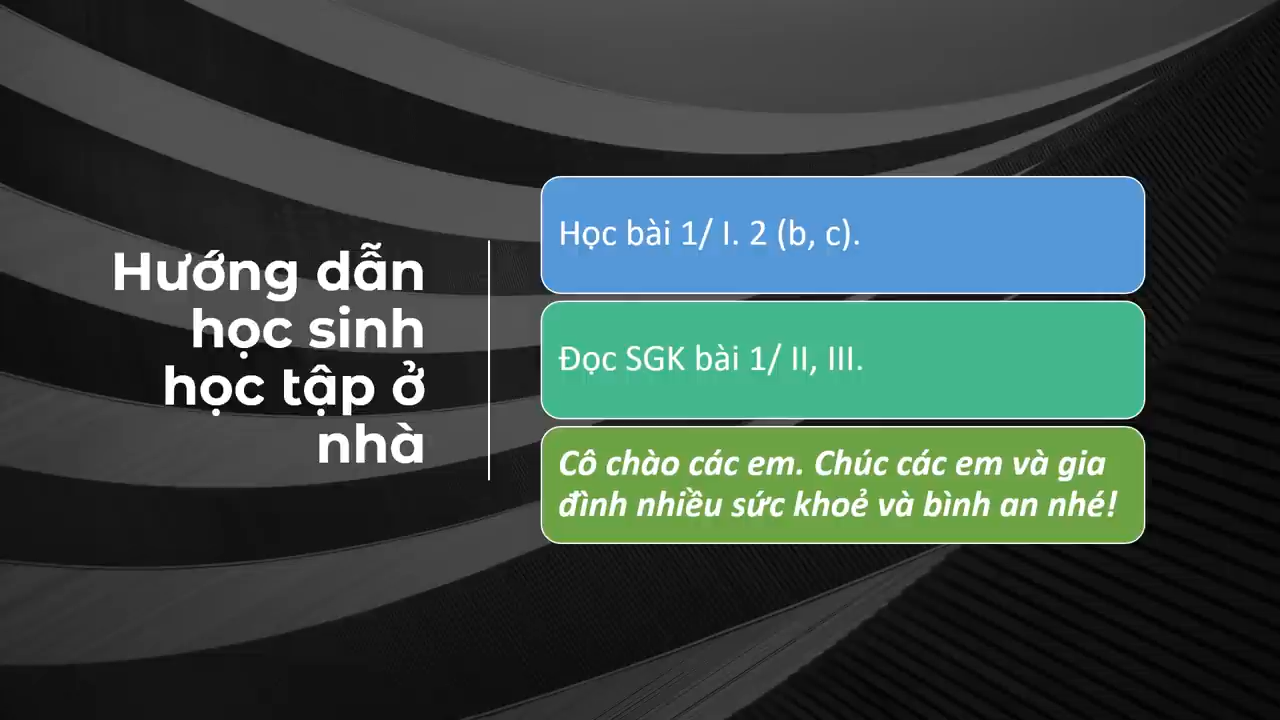 Hướng dẫn
học sinh
học tập ở
nhà
Học bài 1/ I. 2 (b, c).
Đọc SGK bài 1/ II, III.
Cô chào các em. Chúc các em và gia
đình nhiều sức khoẻ và bình an nhé!